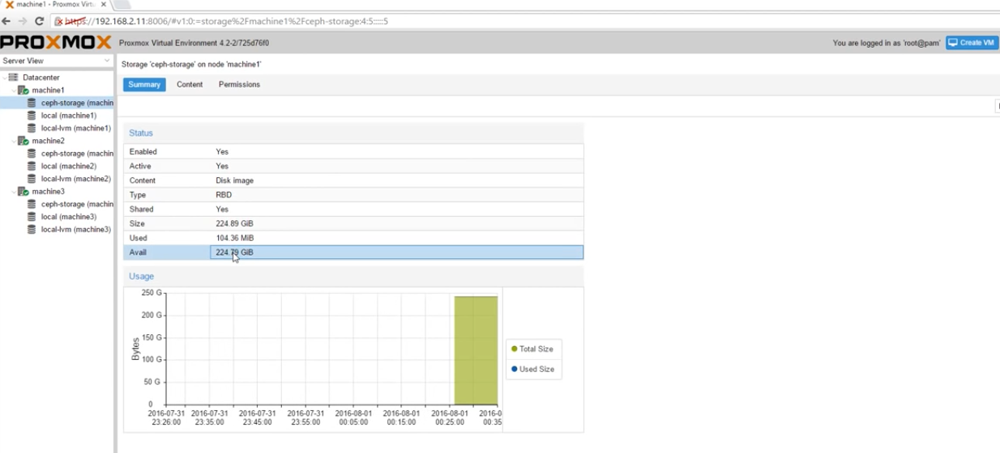 machine1 - Proxmox Virtu
https://192.168.2.11:8006/#v1:0:=storage%2Fmachine1%2Fceph-storage:4:5:::::5
PROXMOX Proxmox Virtual Environment 4.2-2/725d76f0 You are logged in as 'root@pam' Create VM
Server View
Storage 'ceph-storage' on node 'machine1'
Datacenter
machine1
ceph-storage (machin
local (machine1)
local-lvm (machine1)
machine2
ceph-storage (machin
local (machine2)
local-lvm (machine2)
machine3
ceph-storage (machin
local (machine3)
local-lvm (machine3)
Summary Content Permissions
Status
Enabled Yes
Active Yes
Content Disk image
Type RBD
Shared Yes
Size 224.89 GiB
Used 104.36 MiB
Avail 224.79 GiB
Usage
250 G
200 G
150 G
100 G
50 G
0
Bytes
2016-07-31 2016-07-31 2016-07-31 2016-07-31 2016-08-01 2016-08-01 2016-08-01 2016-0
23:26:00 23:35:00 23:45:00 23:55:00 00:05:00 00:15:00 00:25:00 00:35
Total Size
Used Size